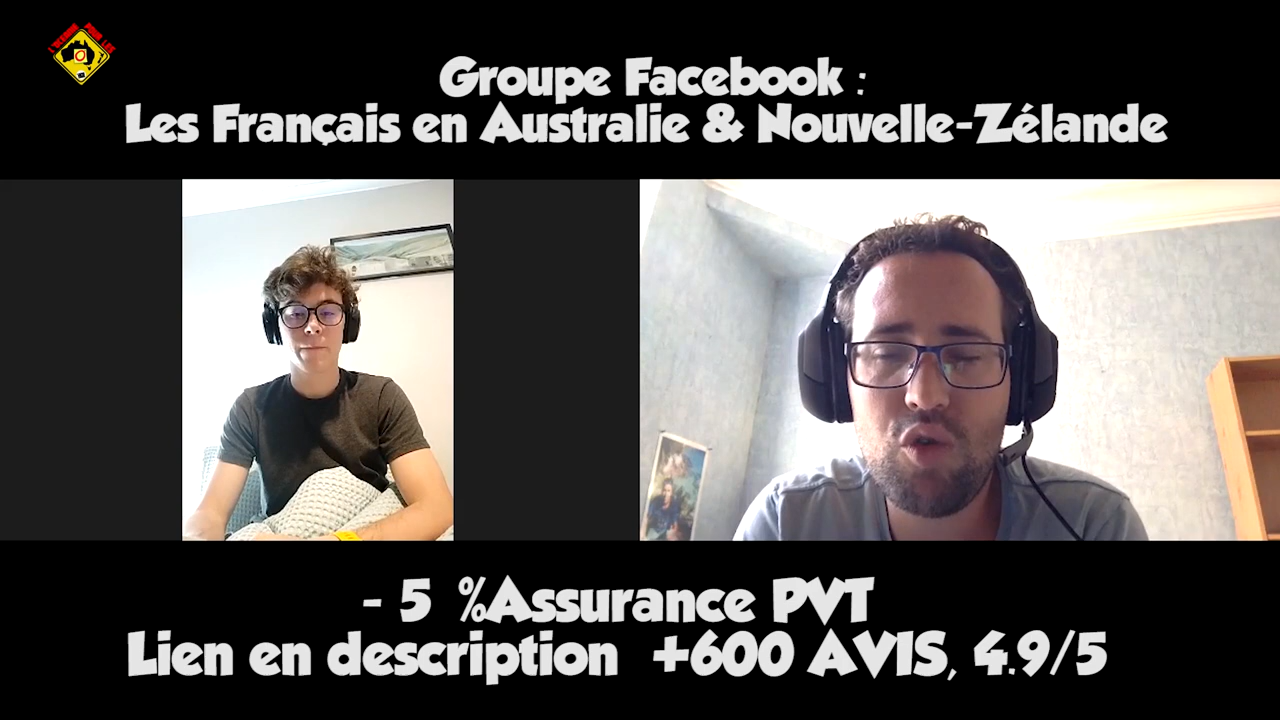 Groupe Facebook :
Les Français en Australie & Nouvelle-Zélande
- 5 %Assurance PVT
Lien en description +600 AVIS, 4.9/5